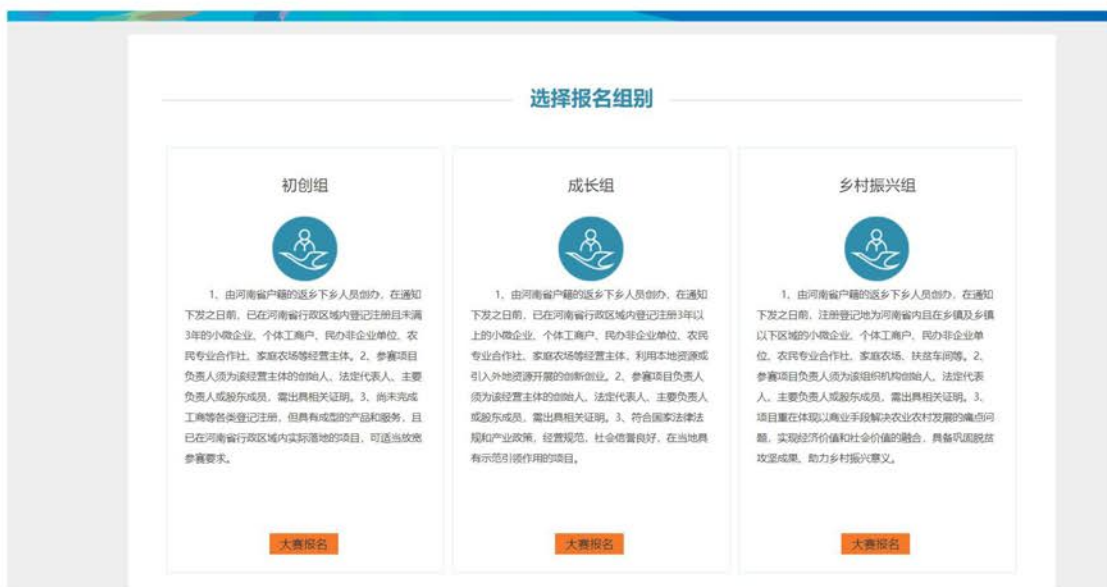 选择报名组别
初创组
1、由河南省户籍的返乡下乡人员创办，在通知
下发之日前，已在河南省行政区域内登记注册且未满
3年的小微企业、个体工商户、民办非企业单位、农
民专业合作社、家庭农场等经营主体。2、参赛项目
负责人须为该经营主体的创始人、法定代表人、主要
负责人或股东成员，需出具相关证明。3、尚未完成
工商等各类登记注册，但具有成型的产品和服务，且
已在河南省行政区域内实际落地的项目，可适当放宽
参赛要求。
大赛报名
成长组
1、由河南省户籍的返乡下乡人员创办，在通知
下发之日前，已在河南省行政区域内登记注册3年以
上的小微企业、个体工商户、民办非企业单位、农民
专业合作社、家庭农场等经营主体，利用本地资源或
引入外地资源开展的创新创业。2、参赛项目负责人
须为该经营主体的创始人、法定代表人、主要负责人
或股东成员，需出具相关证明。3、符合国家法律法
规和产业政策，经营规范，社会信誉良好，在当地具
有示范引领作用的项目。
大赛报名
乡村振兴组
1、由河南省户籍的返乡下乡人员创办，在通知
下发之日前，注册登记地为河南省内且在乡镇及乡镇
以下区域的小微企业、个体工商户、民办非企业单
位、农民专业合作社、家庭农场、扶贫车间等。2、
参赛项目负责人须为该组织机构创始人、法定代表
人、主要负责人或股东成员，需出具相关证明。3、
项目重在体现以商业手段解决农业农村发展的痛点问
题，实现经济价值和社会价值的融合，具备巩固脱贫
攻坚成果，助力乡村振兴意义。
大赛报名